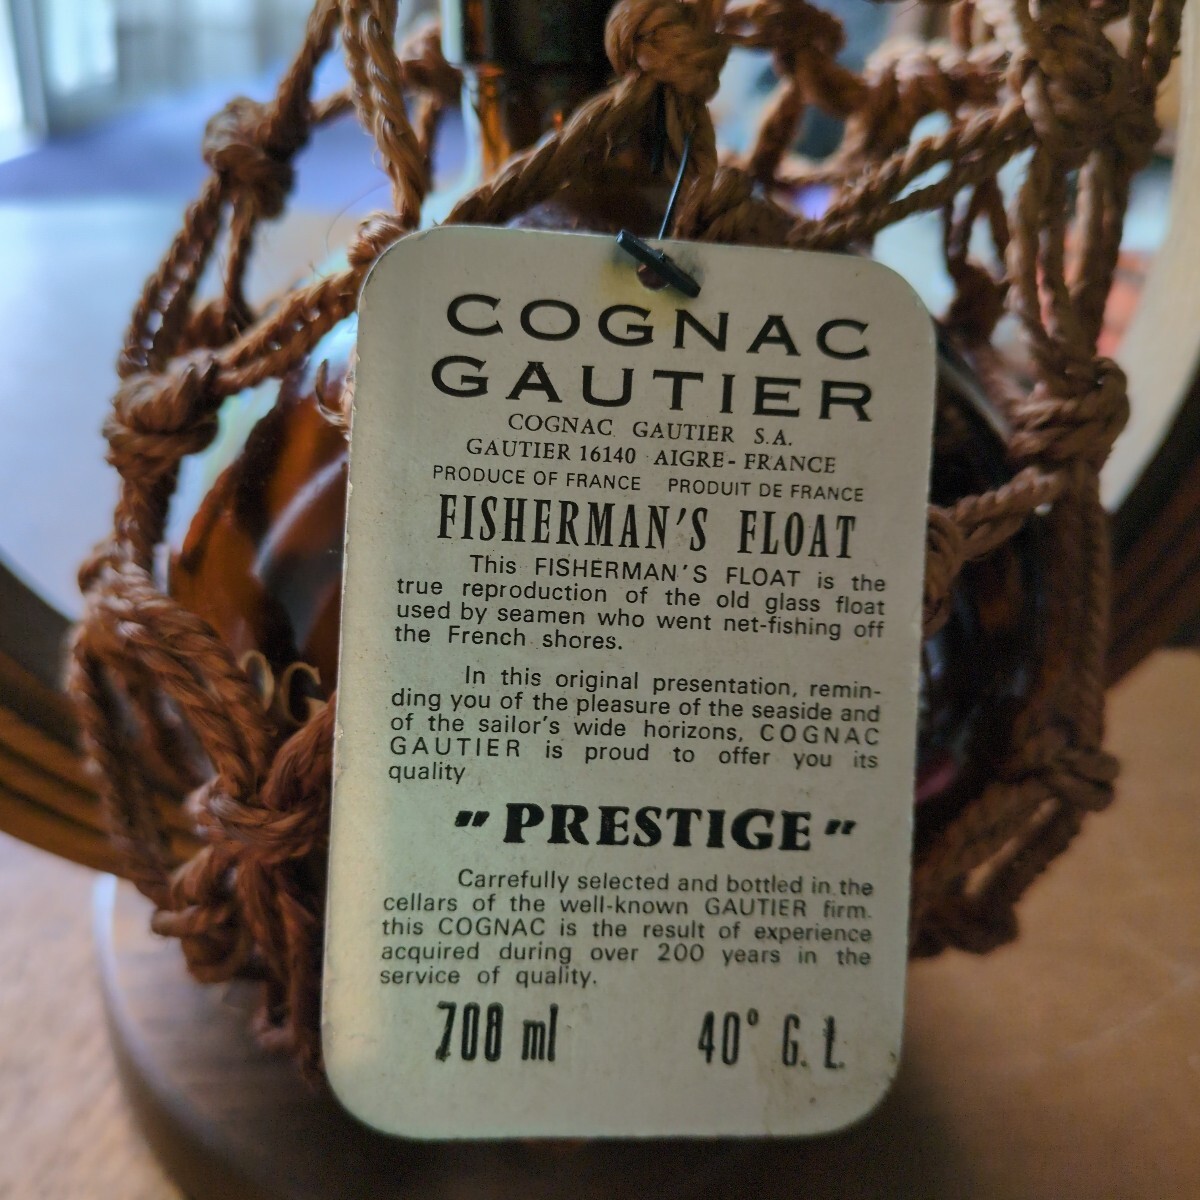 COGNAC
GAUTIER
COGNAC GAUTIER S.A.
GAUTIER 16140 AIGRE - FRANCE
PRODUCE OF FRANCE PRODUIT DE FRANCE
FISHERMAN'S FLOAT
This FISHERMAN'S FLOAT is the
true reproduction of the old glass float
used by seamen who went net-fishing off
the French shores.
In this original presentation, remin-
ding you of the pleasure of the seaside and
of the sailor's wide horizons, COGNAC
GAUTIER is proud to offer you its
quality
"PRESTIGE"
Carrefully selected and bottled in the
cellars of the well-known GAUTIER firm.
this COGNAC is the result of experience
acquired during over 200 years in the
service of quality.
700 ml 40° G.L.